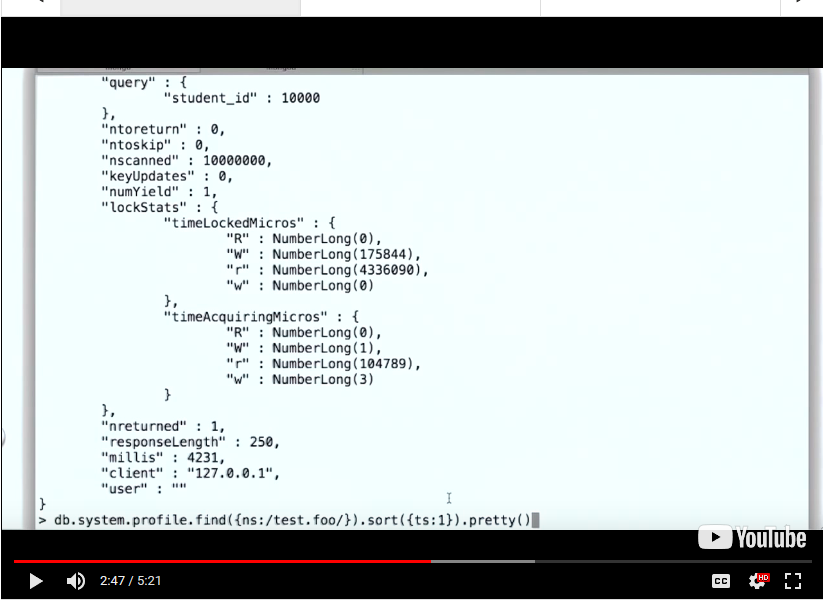 "query" : {
"student_id" : 10000
},
"ntoreturn" : 0,
"ntoskip" : 0,
"nscanned" : 10000000,
"keyUpdates" : 0,
"numYield" : 1,
"lockStats" : {
"timeLockedMicros" : {
"R" : NumberLong(0),
"W" : NumberLong(175844),
"r" : NumberLong(4336090),
"w" : NumberLong(0)
},
"timeAcquiringMicros" : {
"R" : NumberLong(0),
"W" : NumberLong(1),
"r" : NumberLong(104789),
"w" : NumberLong(3)
}
},
"nreturned" : 1,
"responseLength" : 250,
"millis" : 4231,
"client" : "127.0.0.1",
"user" : ""
}
> db.system.profile.find({ns:/test.foo/}).sort({ts:1}).pretty()
YouTube
2:47 / 5:21
CC
HD